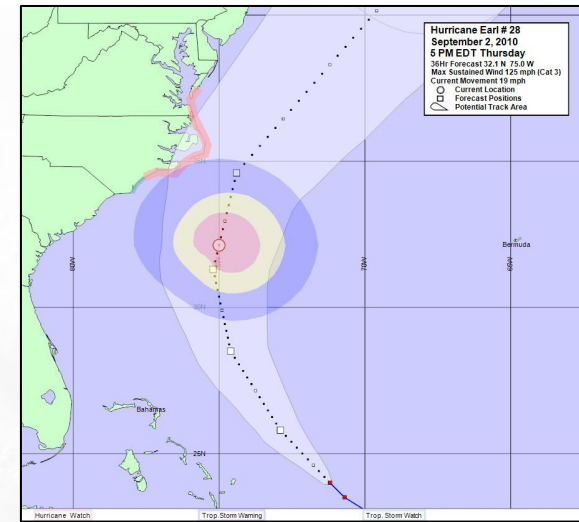 Hurricane Earl # 28
September 2, 2010
5 PM EDT Thursday
36Hr Forecast 32.1 N 75.0 W
Max Sustained Wind 125 mph (Cat 3)
Current Movement 19 mph
Current Location
Forecast Positions
Potential Track Area
Bermuda
80W
70W
65W
30N
Bahamas
25N
Hurricane Watch
Trop.Storm Warning
Trop.Storm Watch